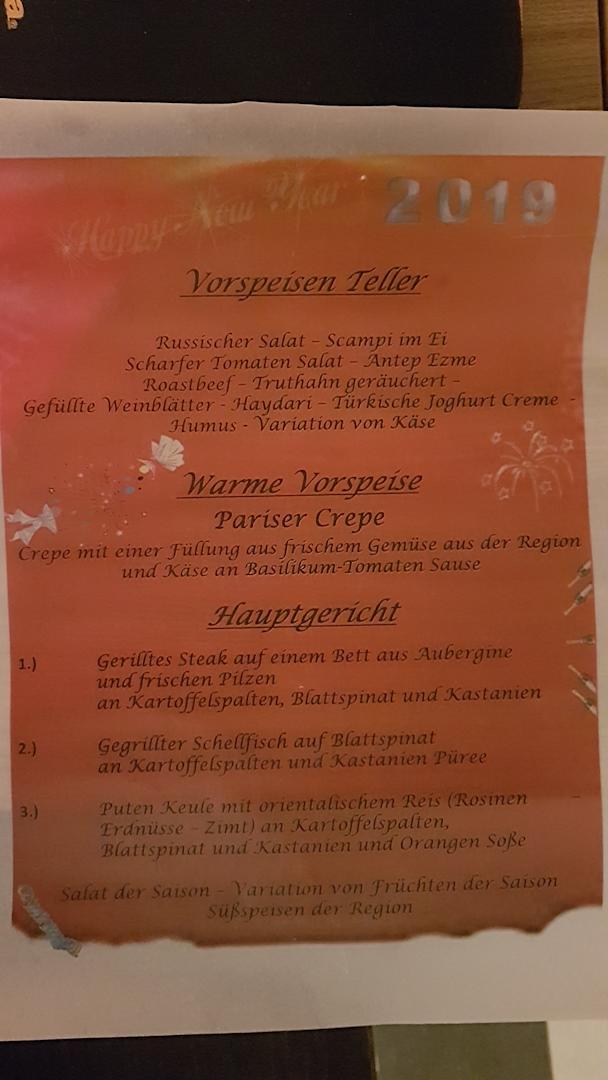 a
Happy New Year 2019
Vorspeisen Teller
Russischer Salat – Scampi im Ei
Scharfer Tomaten Salat – Antep Ezme
Roastbeef – Truthahn geräuchert –
Gefüllte Weinblätter - Haydari – Türkische Joghurt Creme -
Humus - Variation von Käse
Warme Vorspeise
Pariser Crepe
Crepe mit einer Füllung aus frischem Gemüse aus der Region
und Käse an Basilikum-Tomaten Sause
Hauptgericht
1.) Gerilltes Steak auf einem Bett aus Aubergine
und frischen Pilzen
an Kartoffelspalten, Blattspinat und Kastanien
2.) Gegrillter Schellfisch auf Blattspinat
an Kartoffelspalten und Kastanien Püree
3.) Puten Keule mit orientalischem Reis (Rosinen –
Erdnüsse – Zimt) an Kartoffelspalten,
Blattspinat und Kastanien und Orangen Soße
Salat der Saison – Variation von Früchten der Saison
Süßspeisen der Region